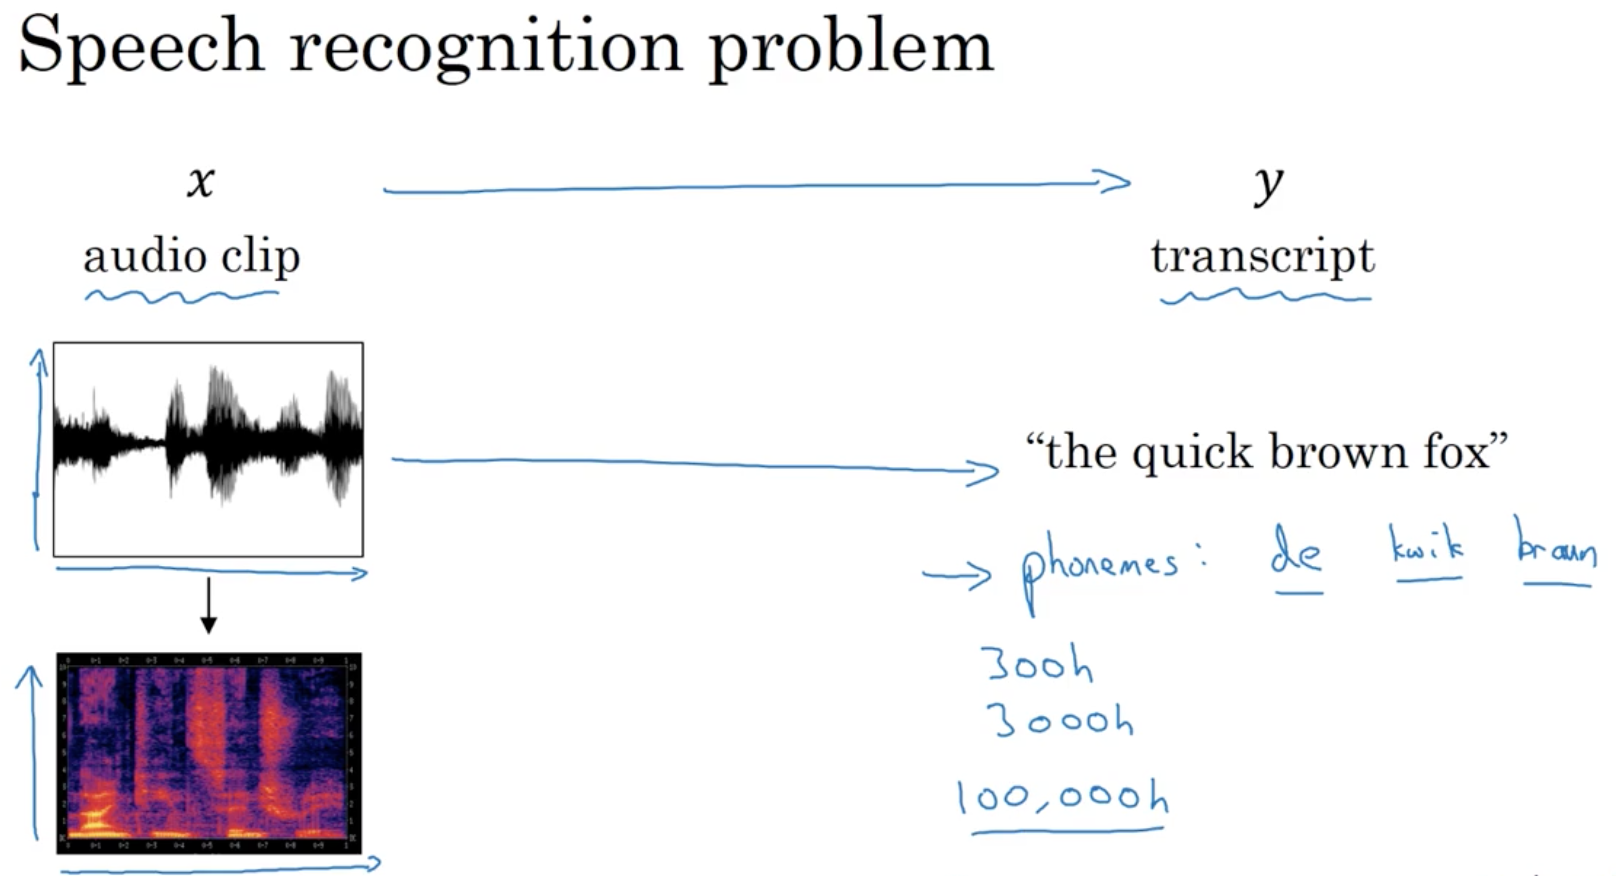 Speech recognition problem
x y
audio clip transcript
“the quick brown fox”
phonemes: de kwik braun
300h
3000h
100,000h